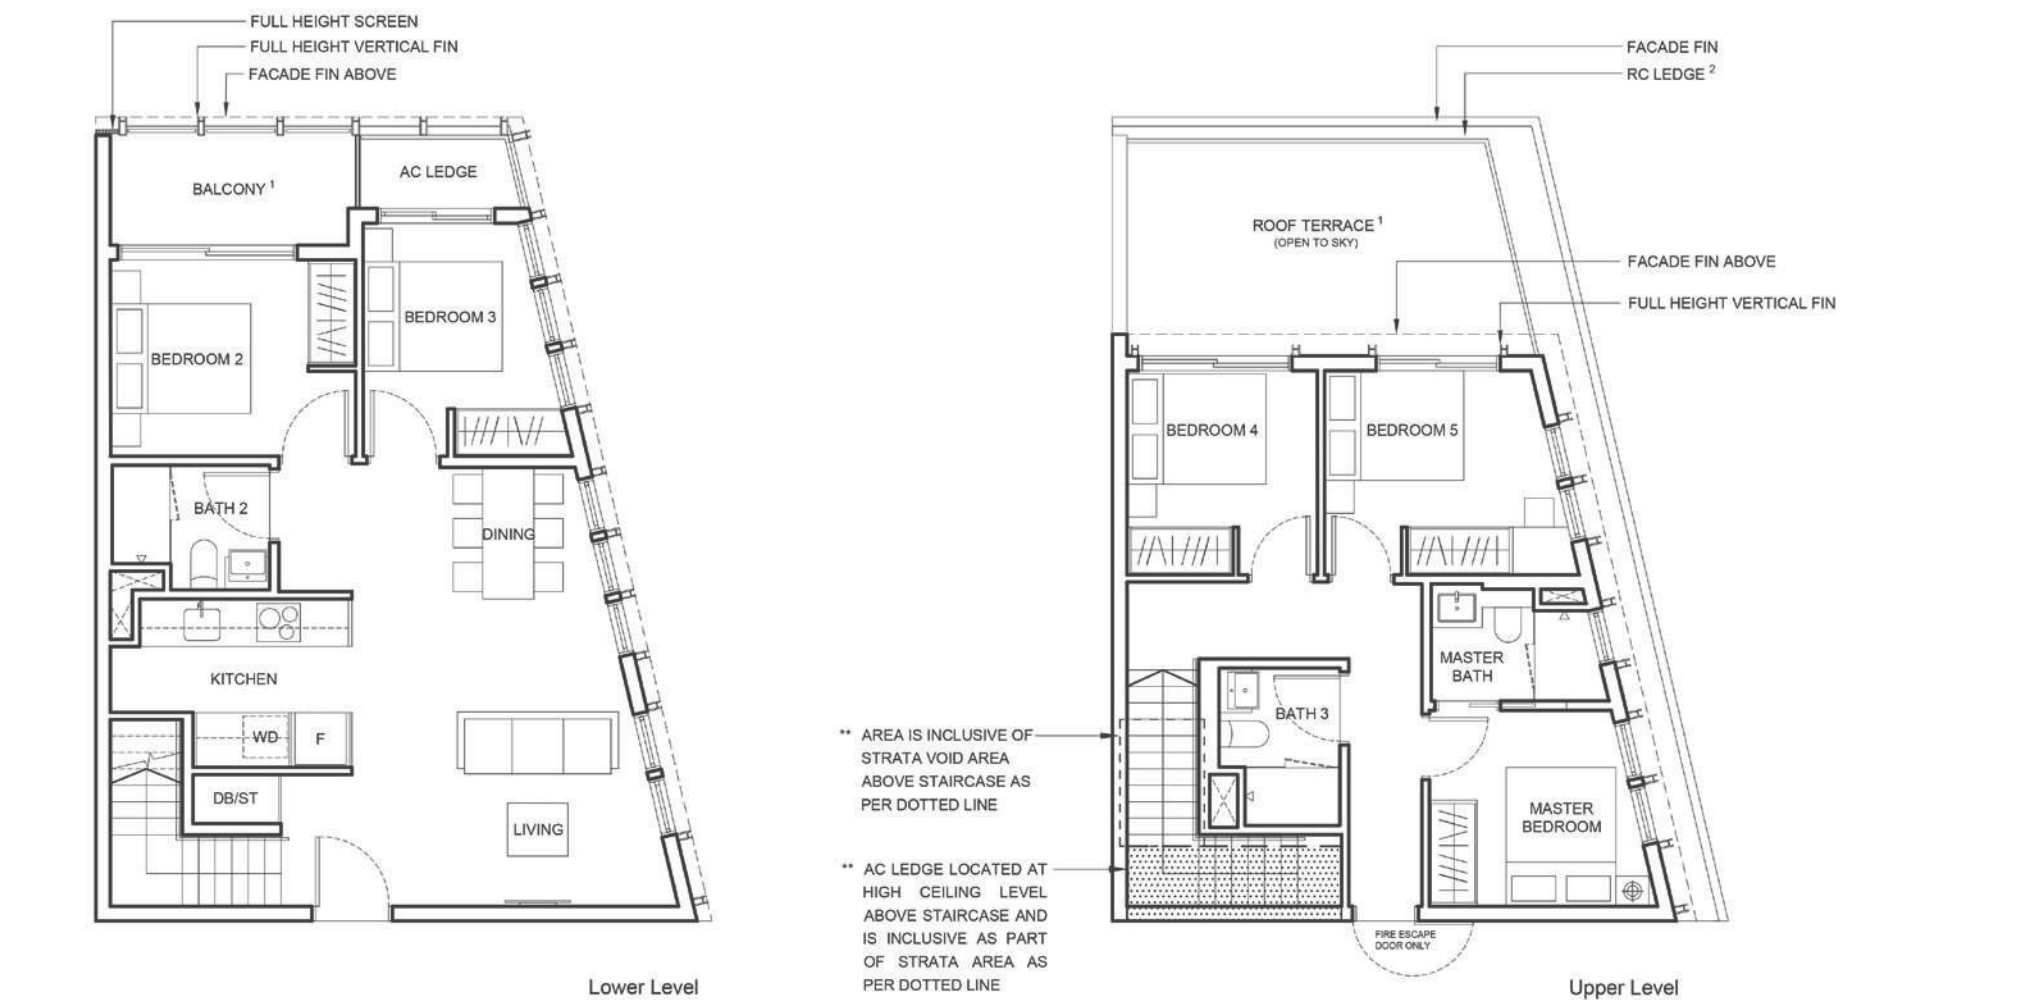 FULL HEIGHT SCREEN
FULL HEIGHT VERTICAL FIN
FACADE FIN ABOVE
BALCONY 1
AC LEDGE
BEDROOM 2
BEDROOM 3
BATH 2
DINING
KITCHEN
WD
F
DB/ST
LIVING
Lower Level
FACADE FIN
RC LEDGE 2
ROOF TERRACE 1
(OPEN TO SKY)
FACADE FIN ABOVE
FULL HEIGHT VERTICAL FIN
BEDROOM 4
BEDROOM 5
MASTER
BATH
BATH 3
** AREA IS INCLUSIVE OF
STRATA VOID AREA
ABOVE STAIRCASE AS
PER DOTTED LINE
MASTER
BEDROOM
** AC LEDGE LOCATED AT
HIGH CEILING LEVEL
ABOVE STAIRCASE AND
IS INCLUSIVE AS PART
OF STRATA AREA AS
PER DOTTED LINE
FIRE ESCAPE
DOOR ONLY
Upper Level